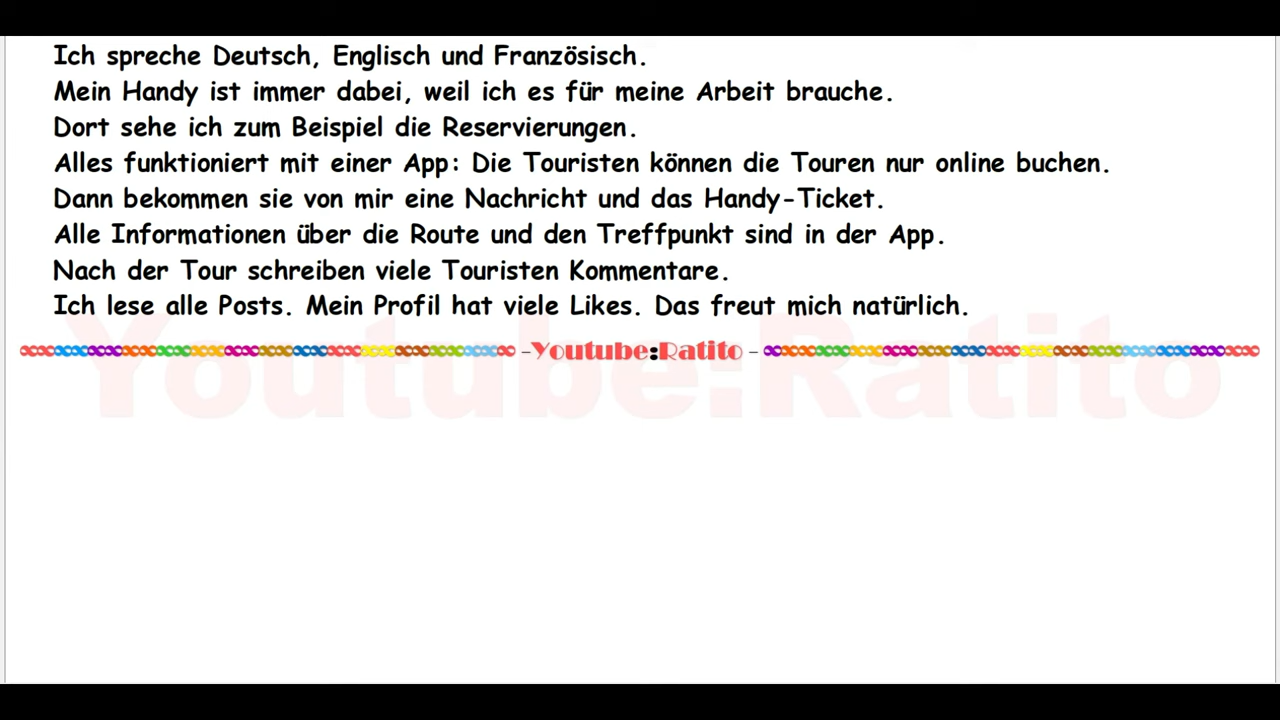 Ich spreche Deutsch, Englisch und Französisch.
Mein Handy ist immer dabei, weil ich es für meine Arbeit brauche.
Dort sehe ich zum Beispiel die Reservierungen.
Alles funktioniert mit einer App: Die Touristen können die Touren nur online buchen.
Dann bekommen sie von mir eine Nachricht und das Handy-Ticket.
Alle Informationen über die Route und den Treffpunkt sind in der App.
Nach der Tour schreiben viele Touristen Kommentare.
Ich lese alle Posts. Mein Profil hat viele Likes. Das freut mich natürlich.
-Youtube:Ratito -
Youtube:Ratito